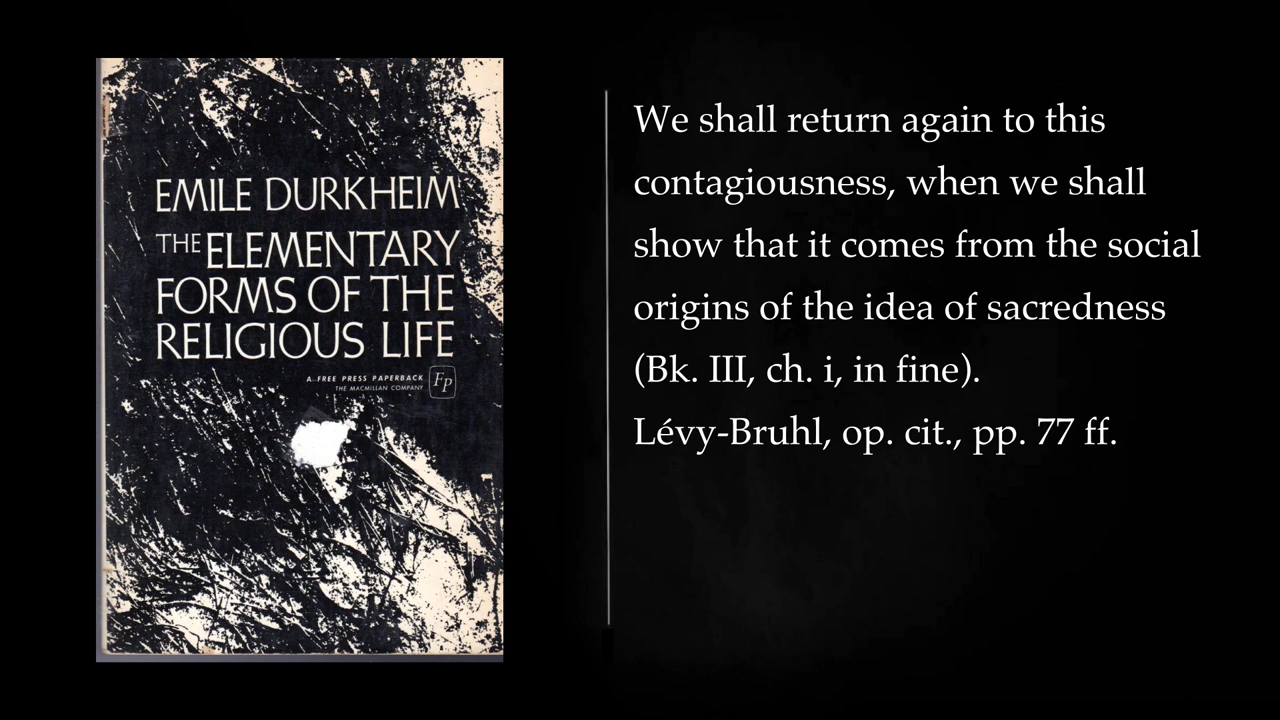 EMILE DURKHEIM
THE ELEMENTARY
FORMS OF THE
RELIGIOUS LIFE
A FREE PRESS PAPERBACK
THE MACMILLAN COMPANY
Fp
We shall return again to this
contagiousness, when we shall
show that it comes from the social
origins of the idea of sacredness
(Bk. III, ch. i, in fine).
Lévy-Bruhl, op. cit., pp. 77 ff.